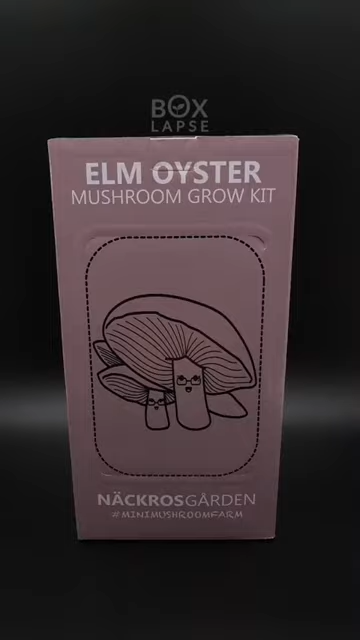 BOX
LAPSE
ELM OYSTER
MUSHROOM GROW KIT
NÄCKROSGÅRDEN
#MINIMUSHROOMFARM